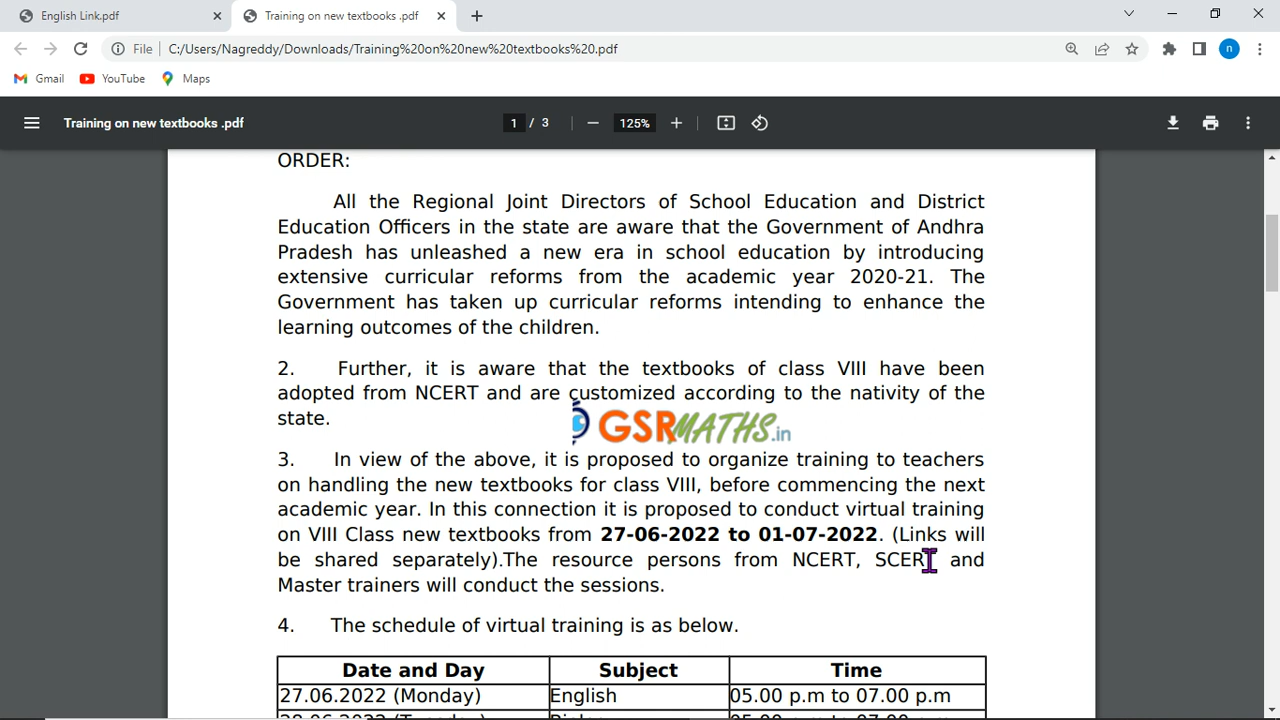 English Link.pdf
Training on new textbooks .pdf
File
C:/Users/Nagreddy/Downloads/Training%20on%20new%20textbooks%20.pdf
n
Gmail
YouTube
Maps
Training on new textbooks .pdf
1 / 3
125%
ORDER:
All the Regional Joint Directors of School Education and District
Education Officers in the state are aware that the Government of Andhra
Pradesh has unleashed a new era in school education by introducing
extensive curricular reforms from the academic year 2020-21. The
Government has taken up curricular reforms intending to enhance the
learning outcomes of the children.
2. Further, it is aware that the textbooks of class VIII have been
adopted from NCERT and are customized according to the nativity of the
state.
GSRMATHS.in
3. In view of the above, it is proposed to organize training to teachers
on handling the new textbooks for class VIII, before commencing the next
academic year. In this connection it is proposed to conduct virtual training
on VIII Class new textbooks from 27-06-2022 to 01-07-2022. (Links will
be shared separately).The resource persons from NCERT, SCERT and
Master trainers will conduct the sessions.
4. The schedule of virtual training is as below.
Date and Day Subject Time
27.06.2022 (Monday) English 05.00 p.m to 07.00 p.m